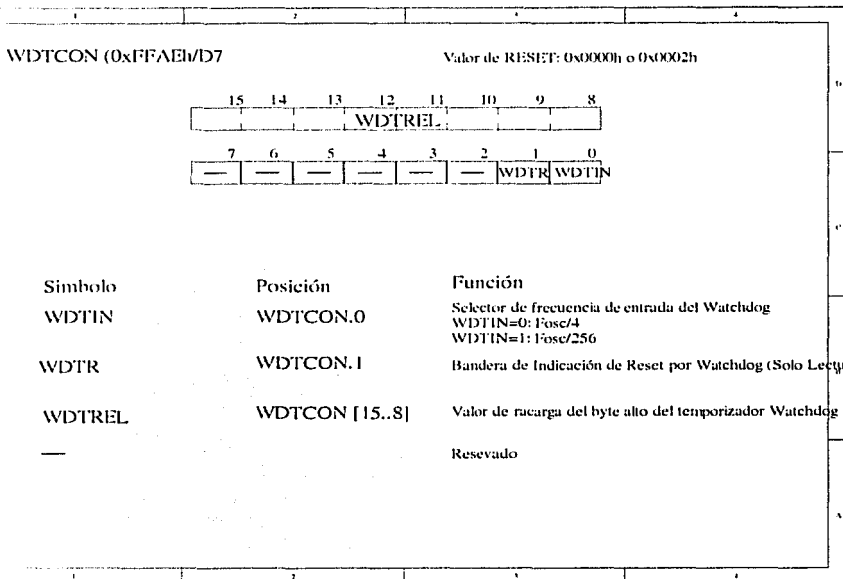 WDTCON (0xFFAEh/D7 Valor de RESET: 0x0000h o 0x0002h
15 14 13 12 11 10 9 8
WDTREL
7 6 5 4 3 2 1 0
— — — — — — WDTR WDTIN
Simbolo Posición Función
WDTIN WDTCON.0 Selector de frecuencia de entrada del Watchdog
WDTIN=0: Fosc/4
WDTIN=1: Fosc/256
WDTR WDTCON.1 Bandera de Indicación de Reset por Watchdog (Solo Lectu
WDTREL WDTCON [15..8] Valor de racarga del byte alto del temporizador Watchdog
— Resevado